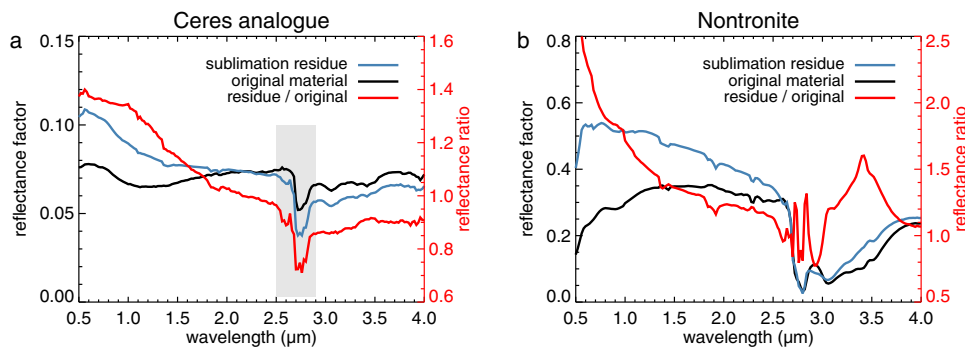 Ceres analogue
a
sublimation residue
original material
residue / original
reflectance factor
0.15
0.10
0.05
0.00
0.5 1.0 1.5 2.0 2.5 3.0 3.5 4.0
wavelength (µm)
1.6
1.4
1.2
1.0
0.8
0.6
reflectance ratio
Nontronite
b
sublimation residue
original material
residue / original
reflectance factor
0.8
0.6
0.4
0.2
0.0
0.5 1.0 1.5 2.0 2.5 3.0 3.5 4.0
wavelength (µm)
2.5
2.0
1.5
1.0
0.5
reflectance ratio